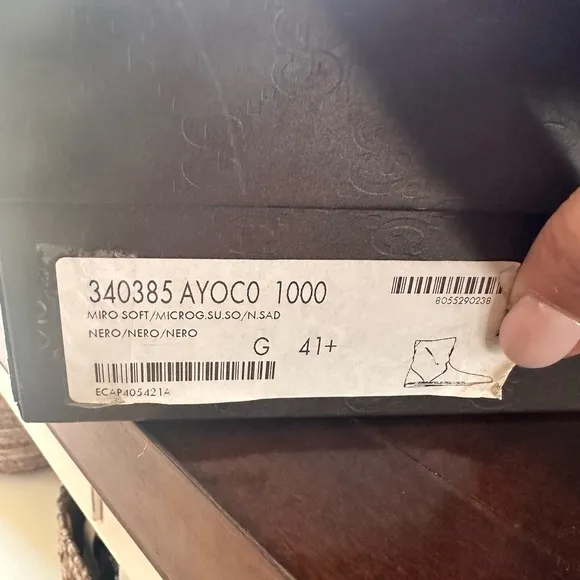 340385 AYOC0 1000
8055290238
MIRO SOFT/MICROG.SU.SO/N.SAD
NERO/NERO/NERO
G 41+
ECAP405421A